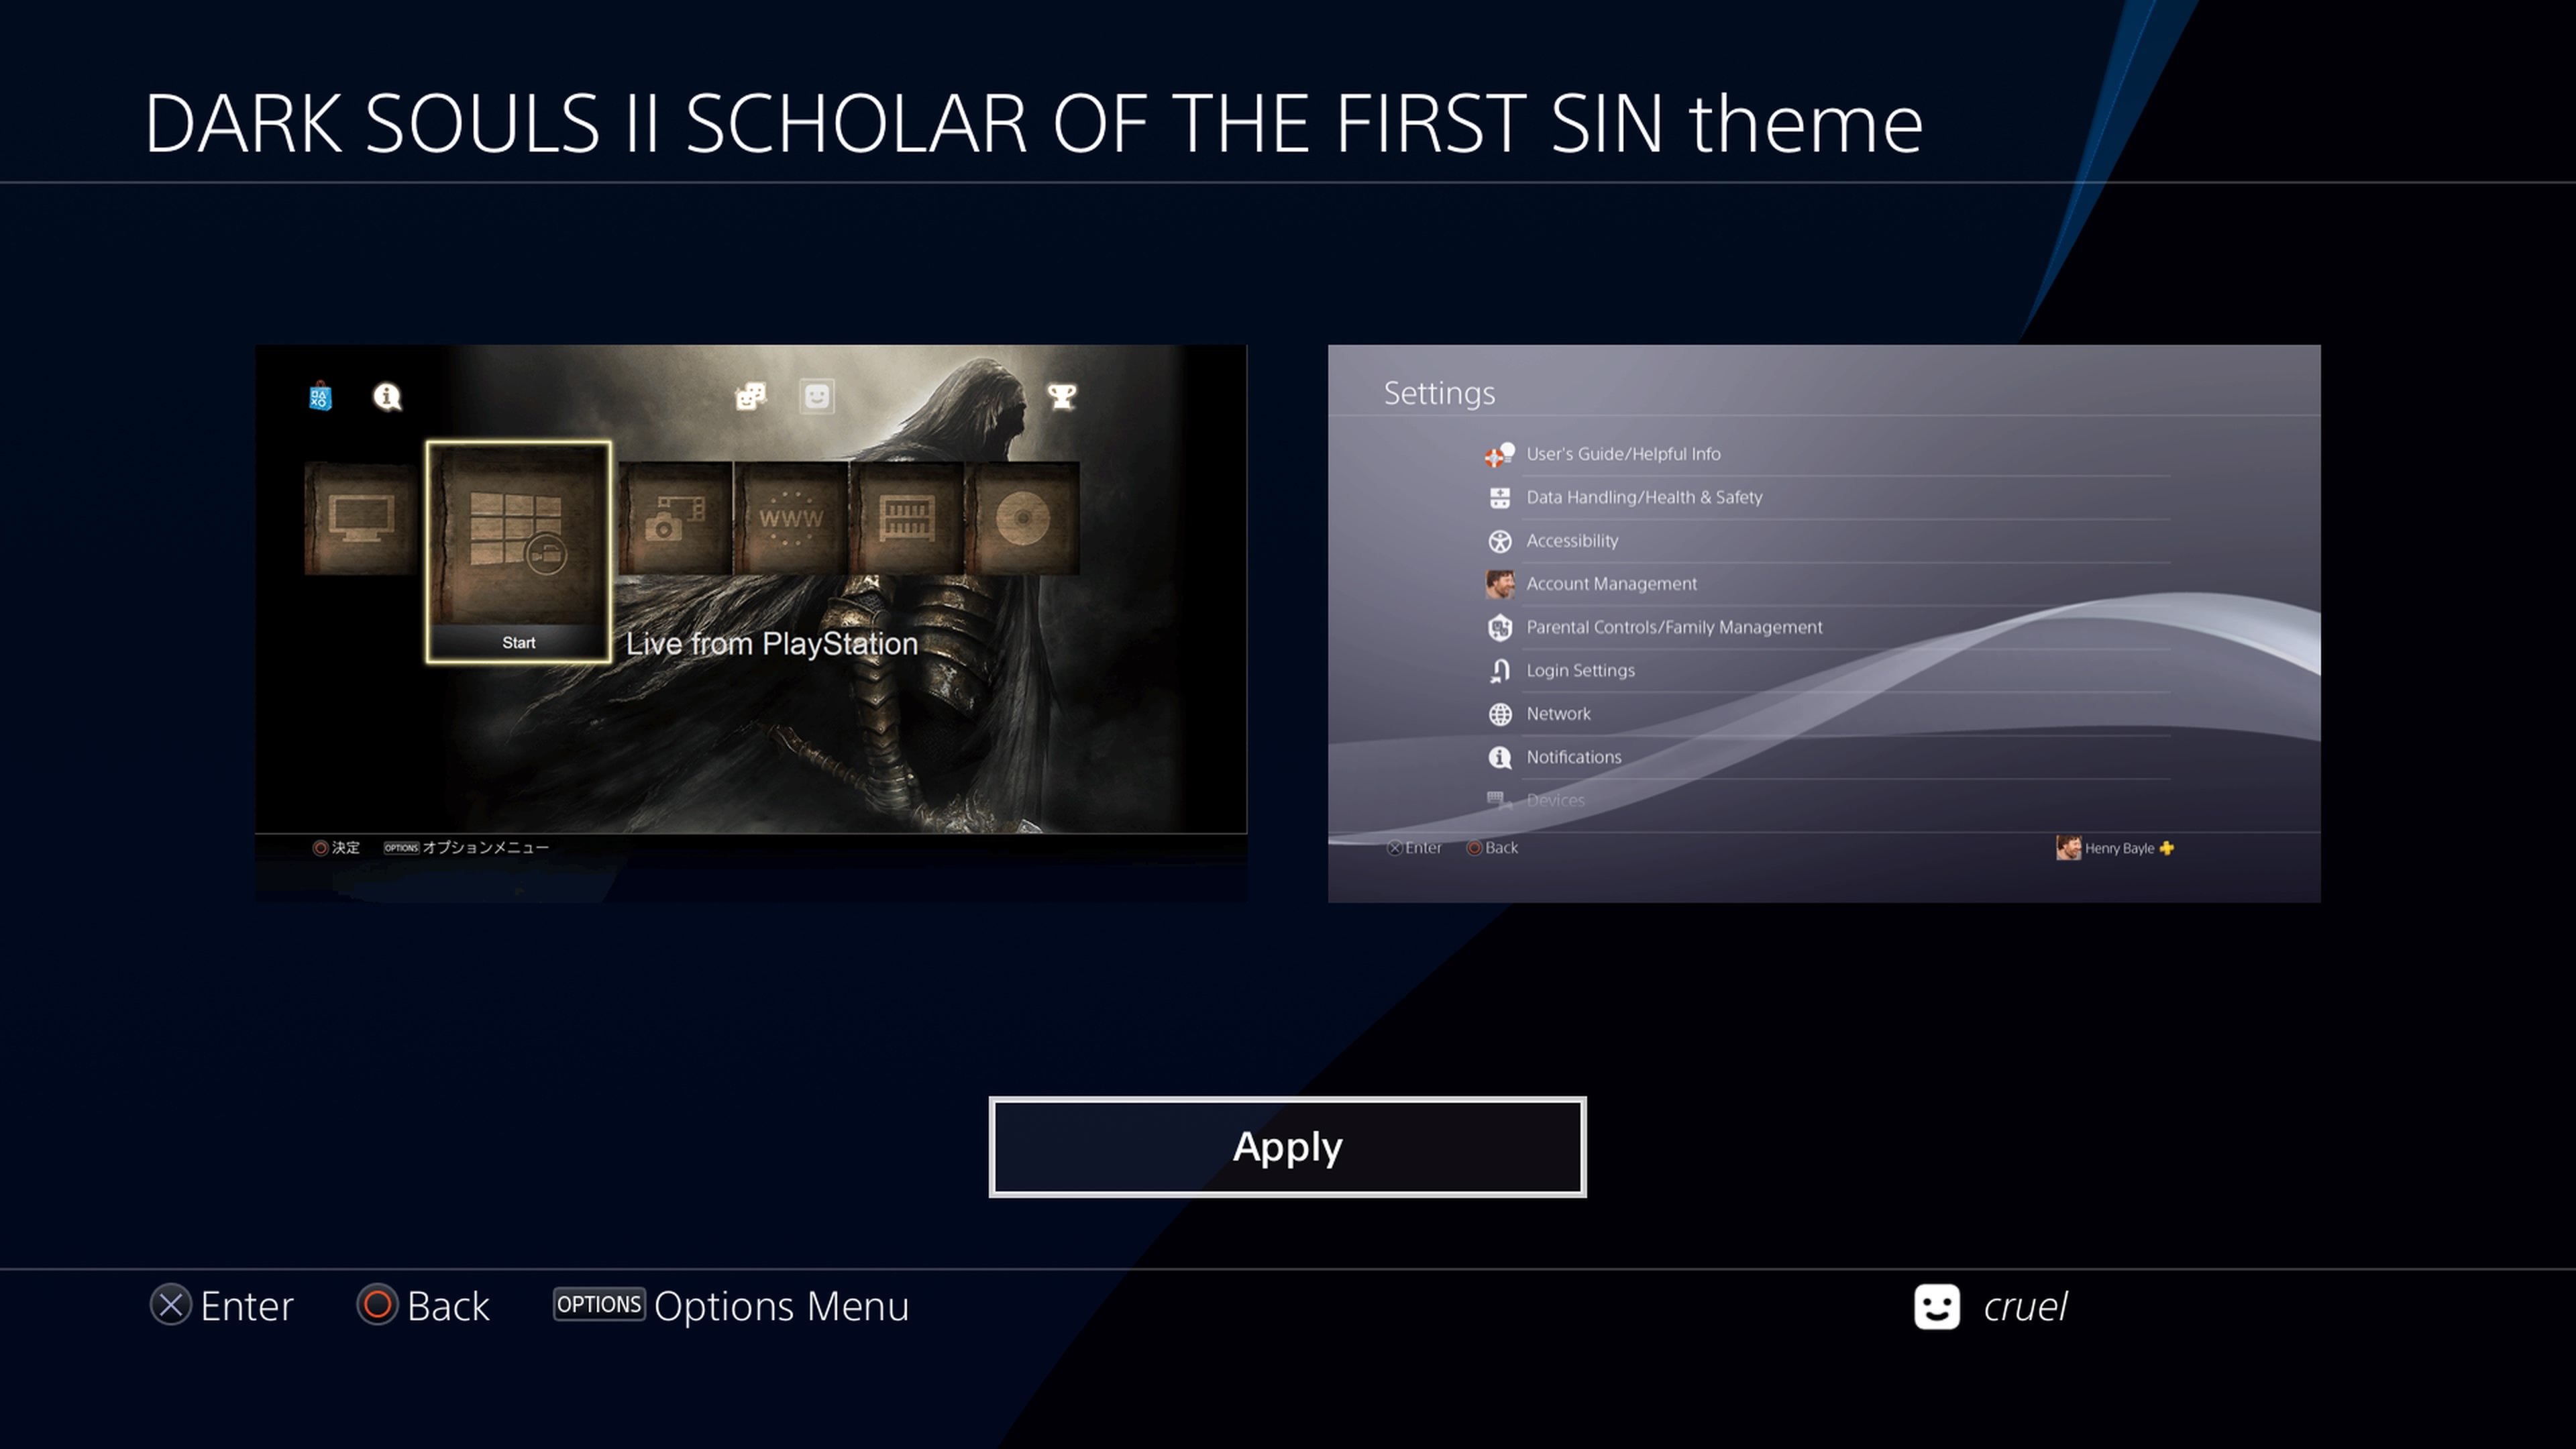 DARK SOULS II SCHOLAR OF THE FIRST SIN theme
WWW
Start
Live from PlayStation
決定
OPTIONS オプションメニュー
Settings
User's Guide/Helpful Info
Data Handling/Health & Safety
Accessibility
Account Management
Parental Controls/Family Management
Login Settings
Network
Notifications
Devices
Enter Back
Henry Bayle
Apply
Enter Back OPTIONS Options Menu
cruel